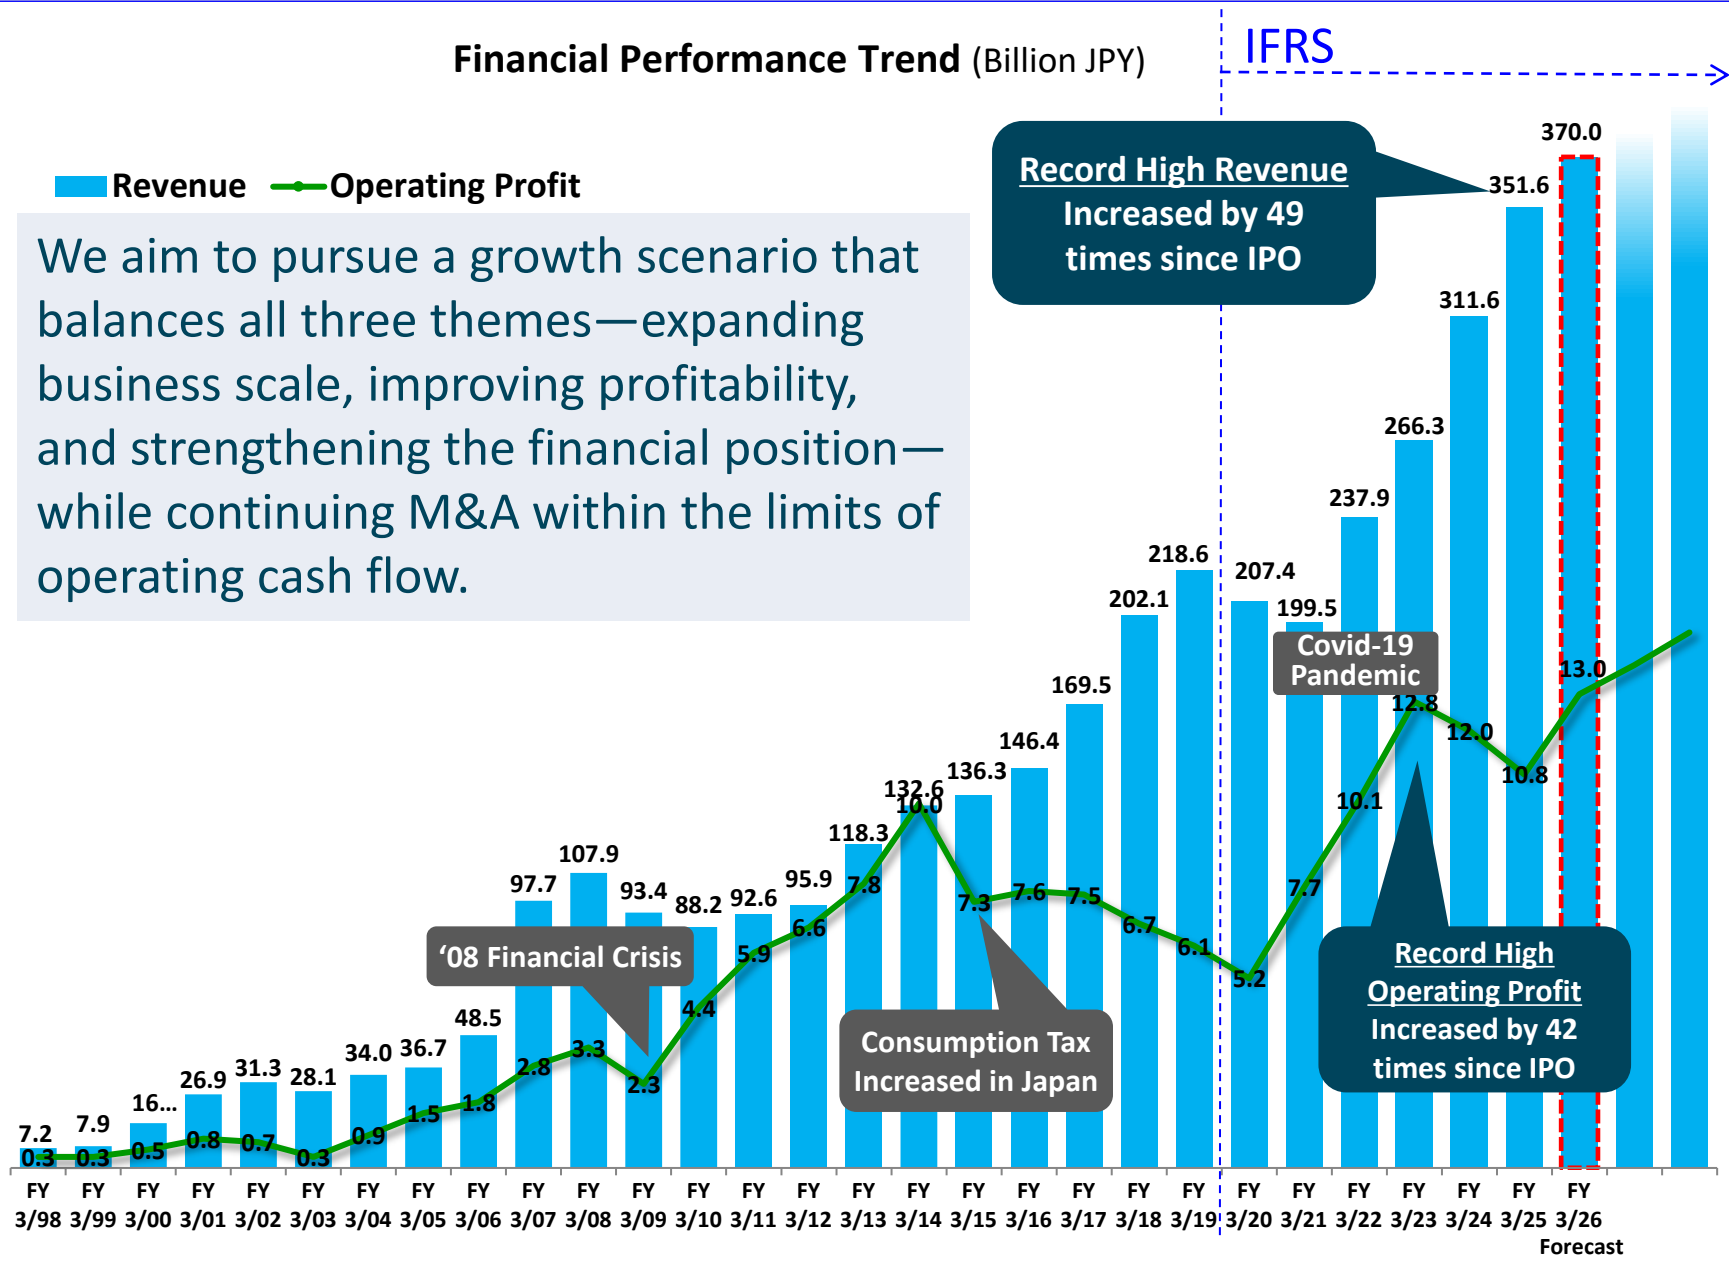 Financial Performance Trend (Billion JPY)
IFRS
Revenue
Operating Profit
We aim to pursue a growth scenario that
balances all three themes—expanding
business scale, improving profitability,
and strengthening the financial position—
while continuing M&A within the limits of
operating cash flow.
Record High Revenue
Increased by 49
times since IPO
7.2
7.9
16...
26.9
31.3
28.1
34.0
36.7
48.5
97.7
107.9
93.4
88.2
92.6
95.9
118.3
132.6
136.3
146.4
169.5
202.1
218.6
207.4
199.5
237.9
266.3
311.6
351.6
370.0
0.3
0.3
0.5
0.8
0.7
0.3
0.9
1.5
1.8
2.8
3.3
2.3
4.4
5.9
6.6
7.8
10.0
7.3
7.6
7.5
6.7
6.1
5.2
7.7
10.1
12.8
12.0
10.8
13.0
‘08 Financial Crisis
Consumption Tax
Increased in Japan
Covid-19
Pandemic
Record High
Operating Profit
Increased by 42
times since IPO
FY FY FY FY FY FY FY FY FY FY FY FY FY FY FY FY FY FY FY FY FY FY FY FY FY FY FY FY FY
3/98 3/99 3/00 3/01 3/02 3/03 3/04 3/05 3/06 3/07 3/08 3/09 3/10 3/11 3/12 3/13 3/14 3/15 3/16 3/17 3/18 3/19 3/20 3/21 3/22 3/23 3/24 3/25 3/26
Forecast